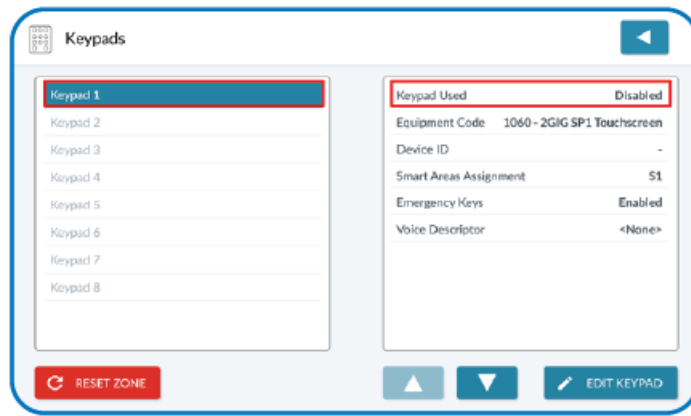 Keypads
Keypad 1
Keypad 2
Keypad 3
Keypad 4
Keypad 5
Keypad 6
Keypad 7
Keypad 8
Keypad Used Disabled
Equipment Code 1060 - 2GIG SP1 Touchscreen
Device ID -
Smart Areas Assignment S1
Emergency Keys Enabled
Voice Descriptor <None>
RESET ZONE
EDIT KEYPAD